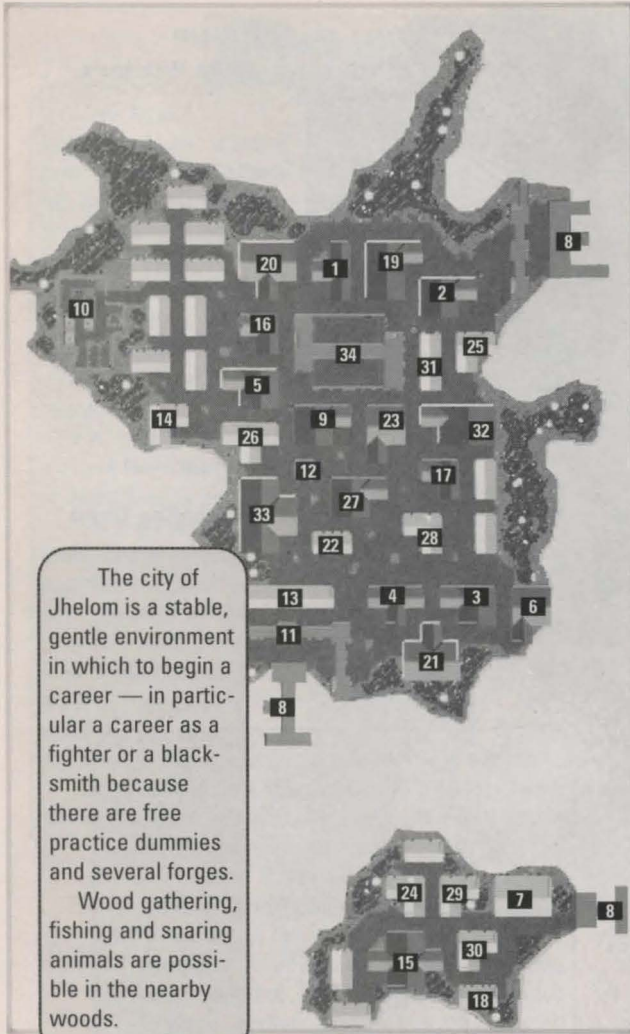 8
20
1
19
2
10
16
34
31
25
5
14
26
9
23
32
12
17
33
27
22
28
13
4
3
6
11
21
8
The city of
Jhelom is a stable,
gentle environment
in which to begin a
career — in partic-
ular a career as a
fighter or a black-
smith because
there are free
practice dummies
and several forges.
Wood gathering,
fishing and snaring
animals are possi-
ble in the nearby
woods.
24
29
7
8
15
30
18